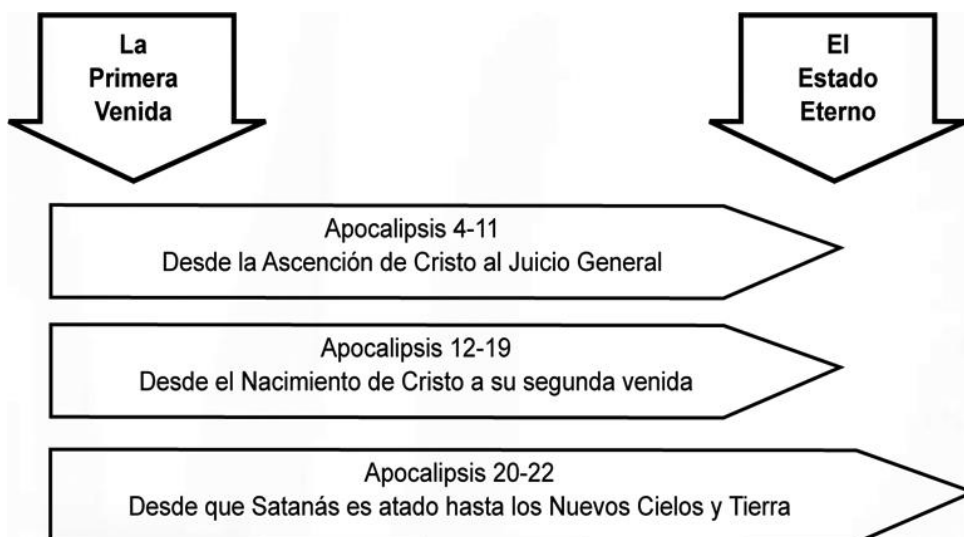 La
Primera
Venida
El
Estado
Eterno
Apocalipsis 4-11
Desde la Ascención de Cristo al Juicio General
Apocalipsis 12-19
Desde el Nacimiento de Cristo a su segunda venida
Apocalipsis 20-22
Desde que Satanás es atado hasta los Nuevos Cielos y Tierra